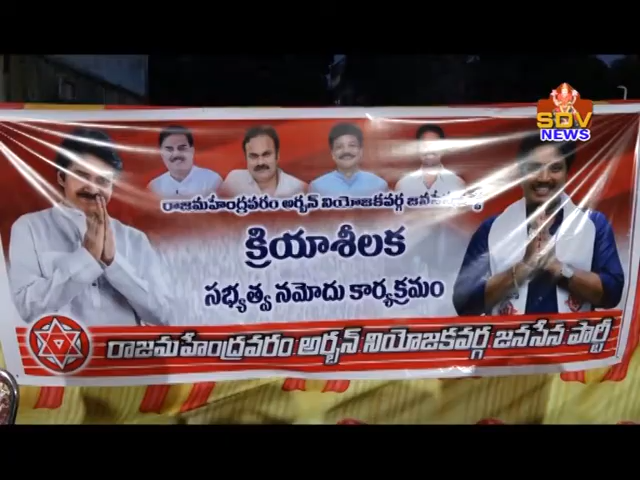 SDV
NEWS
రాజమహేంద్రవరం అర్బన్ నియోజకవర్గ జనసేన
క్రియాశీలక
సభ్యత్వ నమోదు కార్యక్రమం
రాజమహేంద్రవరం అర్బన్ నియోజకవర్గ జనసేన పార్టీ